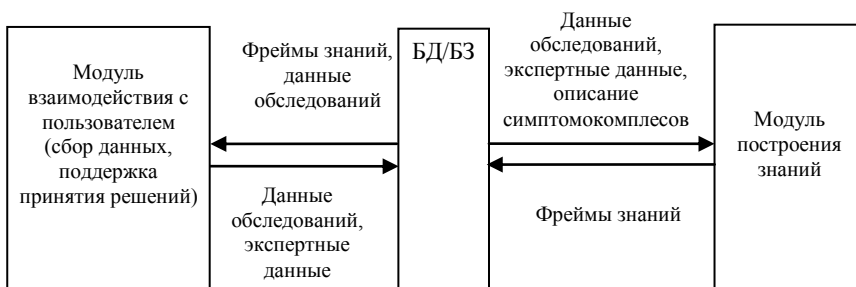 Модуль
взаимодействия с
пользователем
(сбор данных,
поддержка
принятия решений)
Фреймы знаний,
данные
обследований
Данные
обследований,
экспертные
данные
БД/БЗ
Данные
обследований,
экспертные данные,
описание
симптомокомплесов
Фреймы знаний
Модуль
построения
знаний